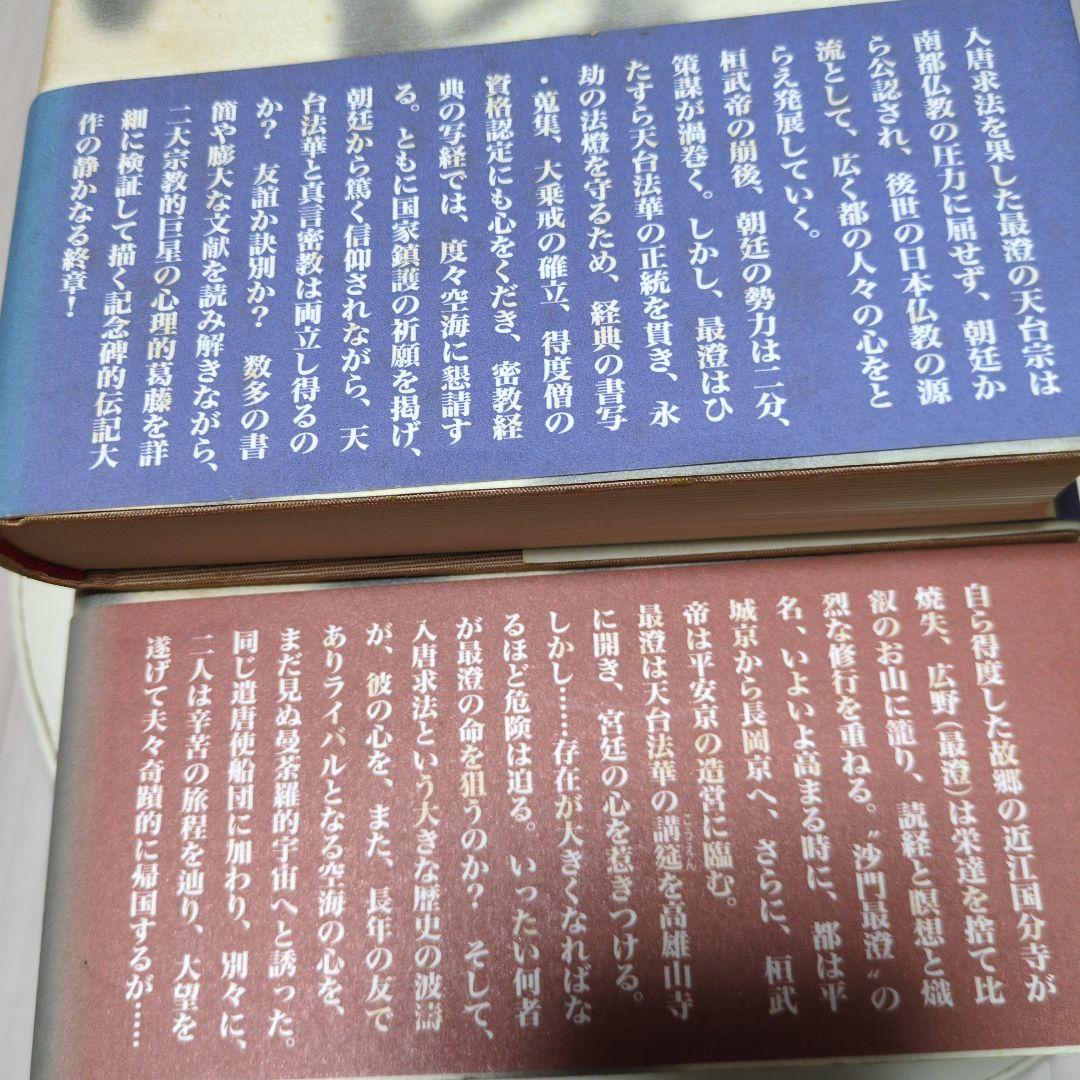 入唐求法を果した最澄の天台宗は
南都仏教の圧力に屈せず、朝廷か
ら公認され、後世の日本仏教の源
流として、広く都の人々の心をと
らえ発展していく。
桓武帝の崩後、朝廷の勢力は二分、
策謀が渦巻く。しかし、最澄はひ
たすら天台法華の正統を貫き、永
劫の法燈を守るため、経典の書写
・蒐集、大乗戒の確立、得度僧の
資格認定にも心をくだき、密教経
典の写経では、度々空海に懇請す
る。ともに国家鎮護の祈願を掲げ、
朝廷から篤く信仰されながら、天
台法華と真言密教は両立し得るの
か? 友誼か訣別か? 数多の書
簡や膨大な文献を読み解きながら、
二大宗教的巨星の心理的葛藤を詳
細に検証して描く記念碑的伝記大
作の静かなる終章!
自ら得度した故郷の近江国分寺が
焼失、広野(最澄)は栄達を捨て比
叡のお山に籠り、読経と瞑想と熾
烈な修行を重ねる。〝沙門最澄〟の
名、いよいよ高まる時に、都は平
城京から長岡京へ、さらに、桓武
帝は平安京の造営に臨む。
最澄は天台法華の講筵を高雄山寺
こうえん
に開き、宮廷の心を惹きつける。
しかし……存在が大きくなればな
るほど危険は迫る。いったい何者
が最澄の命を狙うのか? そして、
入唐求法という大きな歴史の波濤
が、彼の心を、また、長年の友で
ありライバルとなる空海の心を、
まだ見ぬ曼荼羅的宇宙へと誘った。
同じ遣唐使船団に加わり、別々に、
二人は辛苦の旅程を辿り、大望を
遂げて夫々奇蹟的に帰国するが……